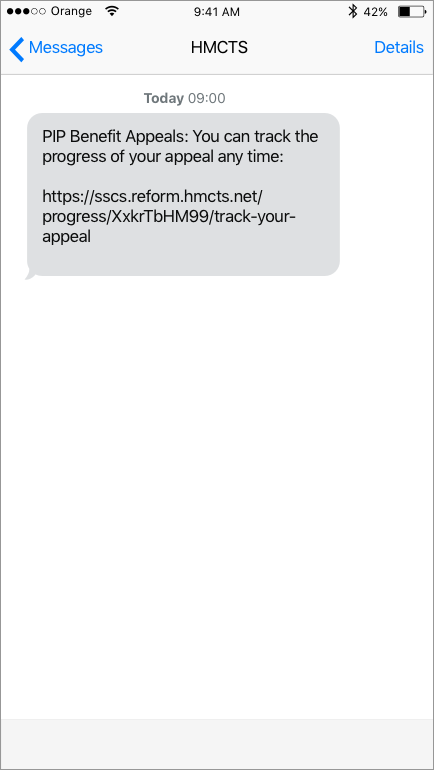 Orange 9:41 AM 42%
Messages HMCTS Details
Today 09:00
PIP Benefit Appeals: You can track the
progress of your appeal any time:
https://sscs.reform.hmcts.net/
progress/XxkrTbHM99/track-your-
appeal